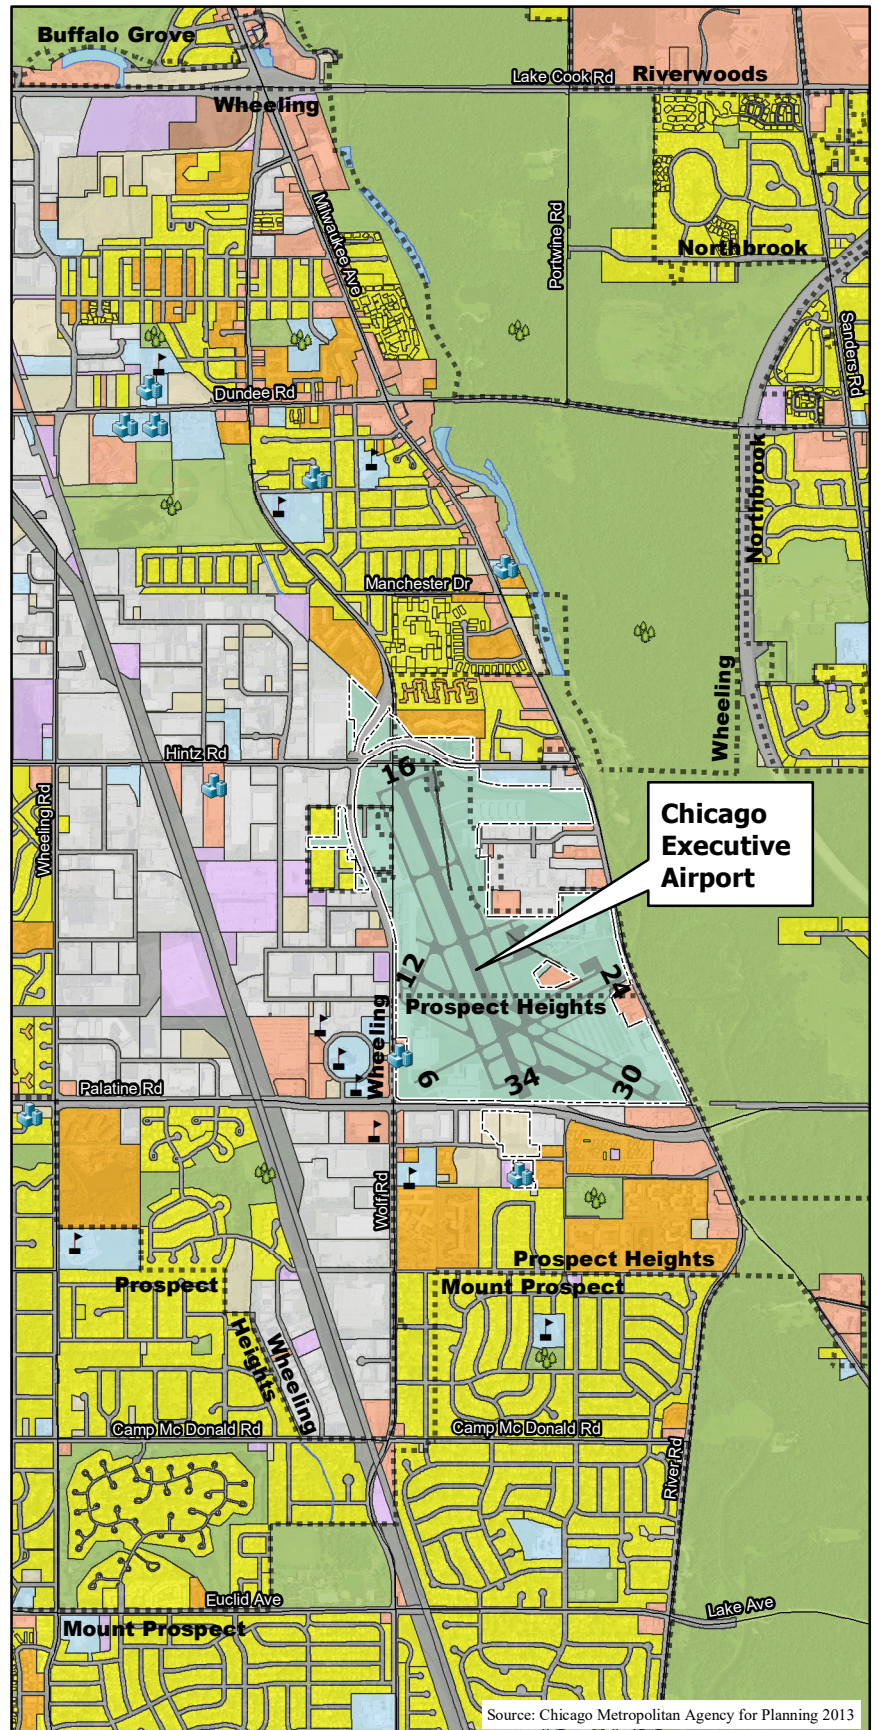 Buffalo Grove
Lake Cook Rd
Riverwoods
Wheeling
Milwaukee Ave
Portwine Rd
Northbrook
Sanders Rd
Dundee Rd
Northbrook
Manchester Dr
Wheeling
Hintz Rd
16
Wheeling Rd
Chicago
Executive
Airport
12
24
Prospect Heights
Wheeling
6
34
30
Palatine Rd
Wolf Rd
Prospect Heights
Prospect
Mount Prospect
Heights
Wheeling
Camp Mc Donald Rd
Camp Mc Donald Rd
River Rd
Euclid Ave
Lake Ave
Mount Prospect
Source: Chicago Metropolitan Agency for Planning 2013